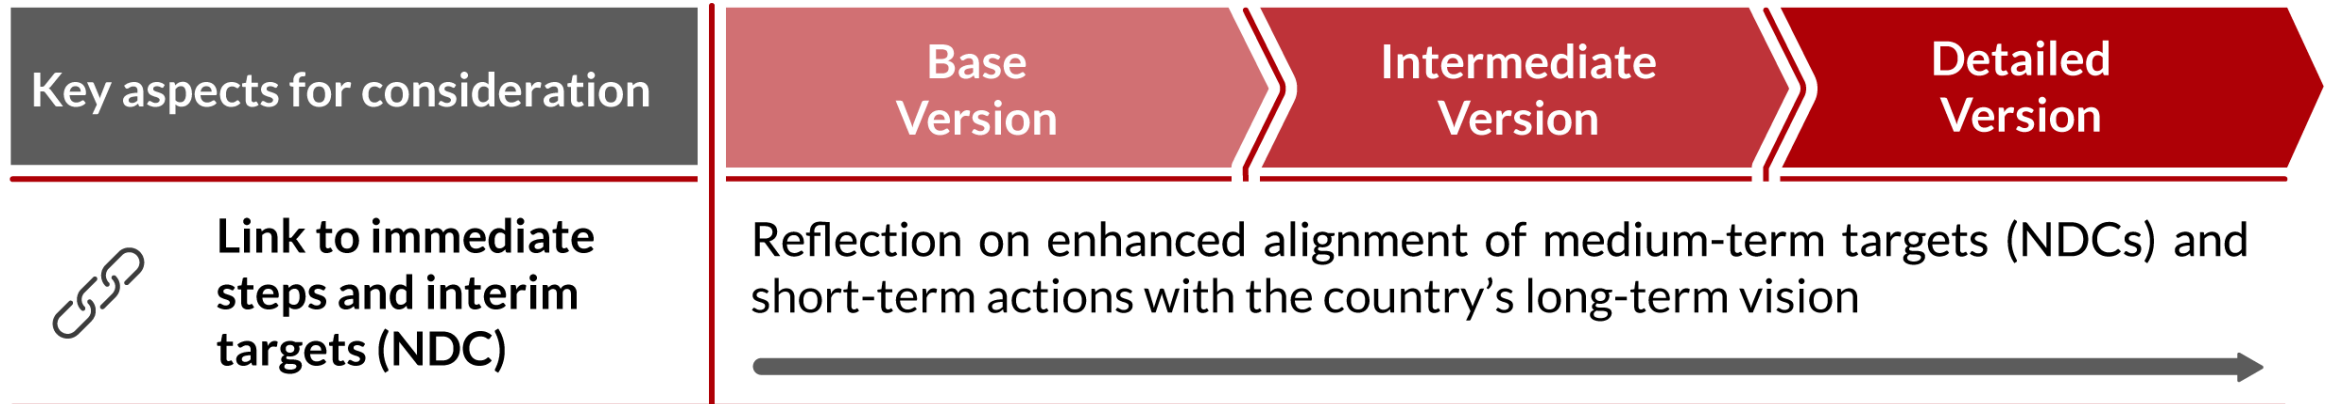 Key aspects for consideration
Base
Version
Intermediate
Version
Detailed
Version
Link to immediate
steps and interim
targets (NDC)
Reflection on enhanced alignment of medium-term targets (NDCs) and
short-term actions with the country’s long-term vision